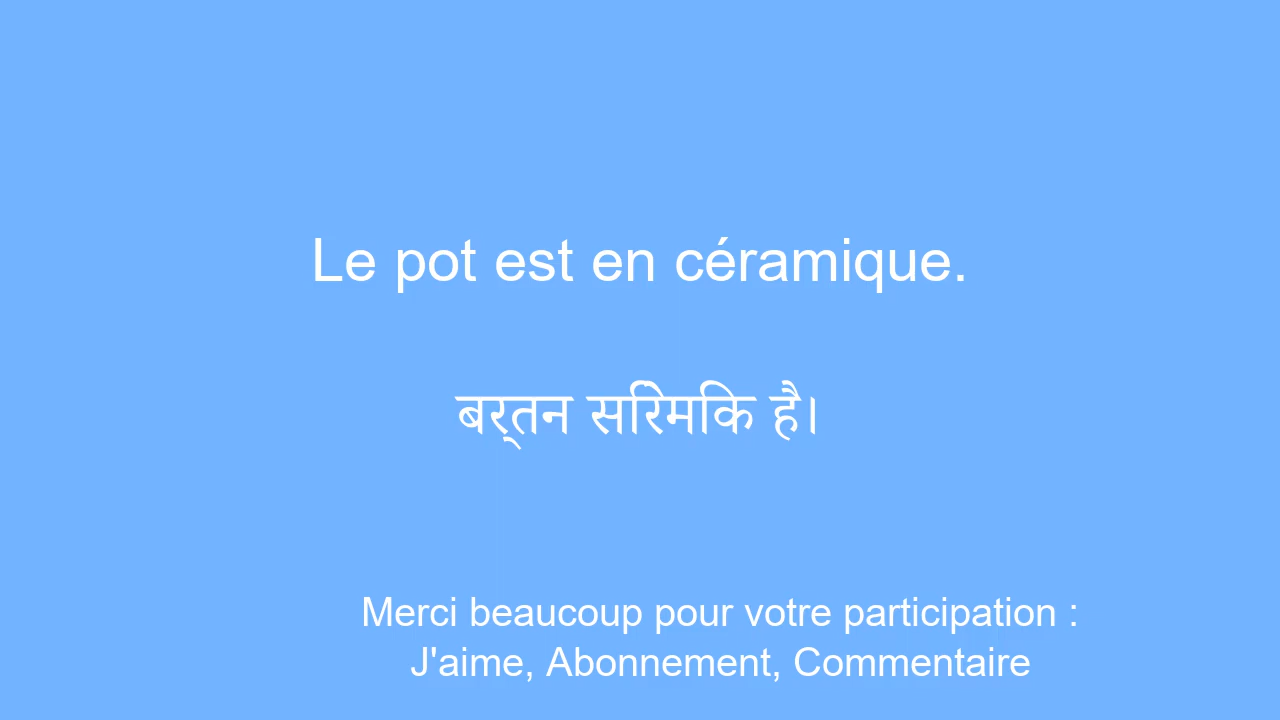 Le pot est en céramique.
बर्तन सिरेमिक है।
Merci beaucoup pour votre participation :
J'aime, Abonnement, Commentaire